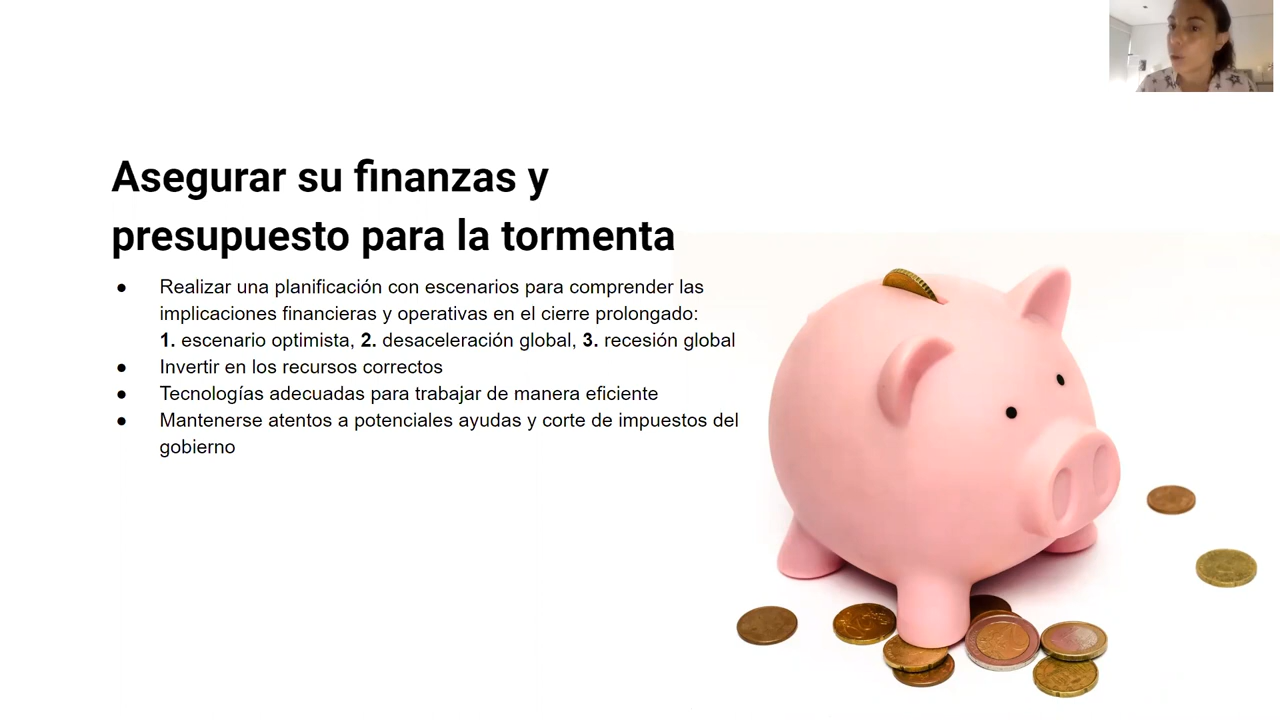 Asegurar su finanzas y
presupuesto para la tormenta
● Realizar una planificación con escenarios para comprender las
implicaciones financieras y operativas en el cierre prolongado:
1. escenario optimista, 2. desaceleración global, 3. recesión global
● Invertir en los recursos correctos
● Tecnologías adecuadas para trabajar de manera eficiente
● Mantenerse atentos a potenciales ayudas y corte de impuestos del
gobierno